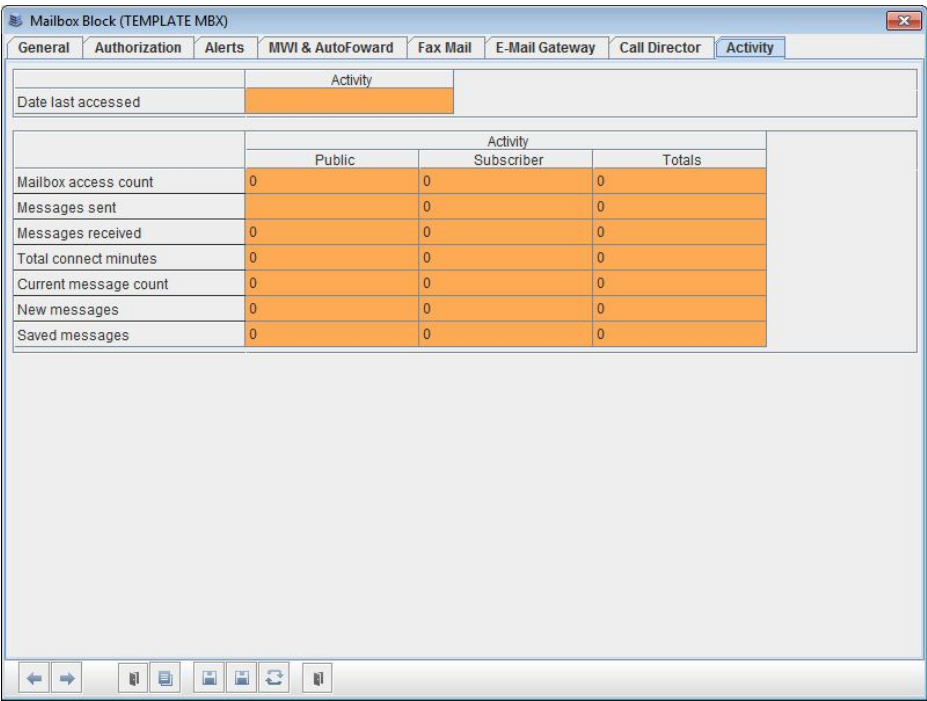 Mailbox Block (TEMPLATE MBX)
General Authorization Alerts MWI & AutoFoward Fax Mail E-Mail Gateway Call Director Activity
Activity
Date last accessed
Activity
Public Subscriber Totals
Mailbox access count 0 0 0
Messages sent 0 0
Messages received 0 0 0
Total connect minutes 0 0 0
Current message count 0 0 0
New messages 0 0 0
Saved messages 0 0 0